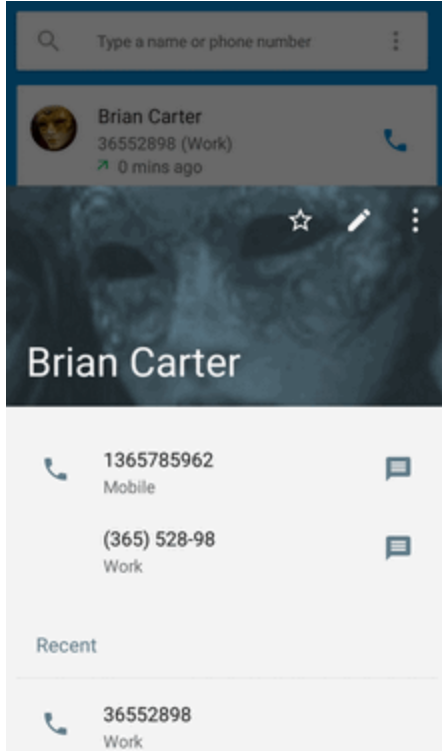 Type a name or phone number
Brian Carter
36552898 (Work)
0 mins ago
Brian Carter
1365785962
Mobile
(365) 528-98
Work
Recent
36552898
Work